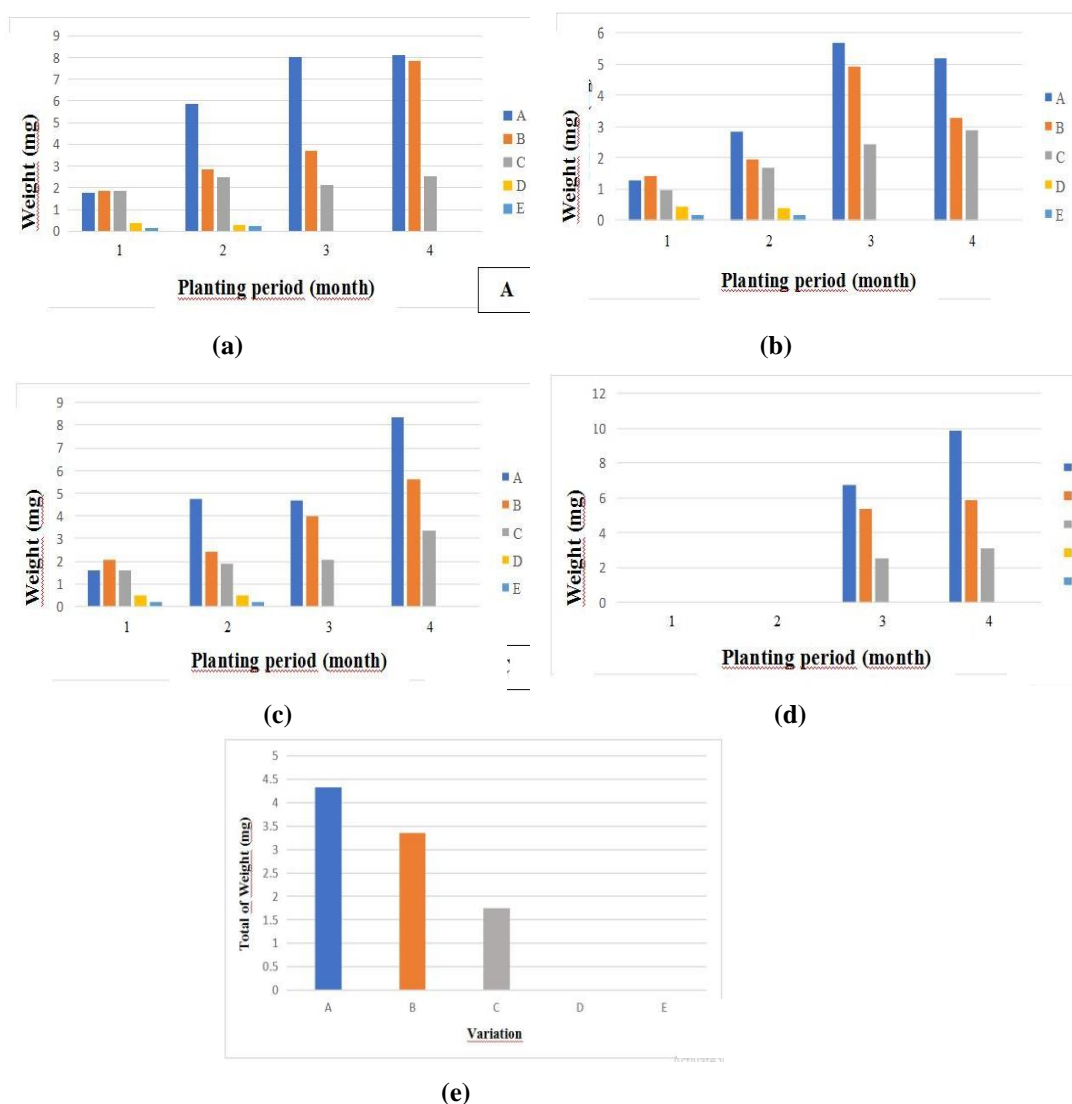 9
8
7
6
5
4
3
2
1
0
Weight (mg)
1 2 3 4
Planting period (month)
A
B
C
D
E
A
(a)
6
5
4
3
2
1
0
Weight (mg)
1 2 3 4
Planting period (month)
A
B
C
D
E
(b)
9
8
7
6
5
4
3
2
1
0
Weight (mg)
1 2 3 4
Planting period (month)
A
B
C
D
E
(c)
12
10
8
6
4
2
0
Weight (mg)
1 2 3 4
Planting period (month)
(d)
5
4.5
4
3.5
3
2.5
2
1.5
1
0.5
0
Total of Weight (mg)
A B C D E
Variation
(e)